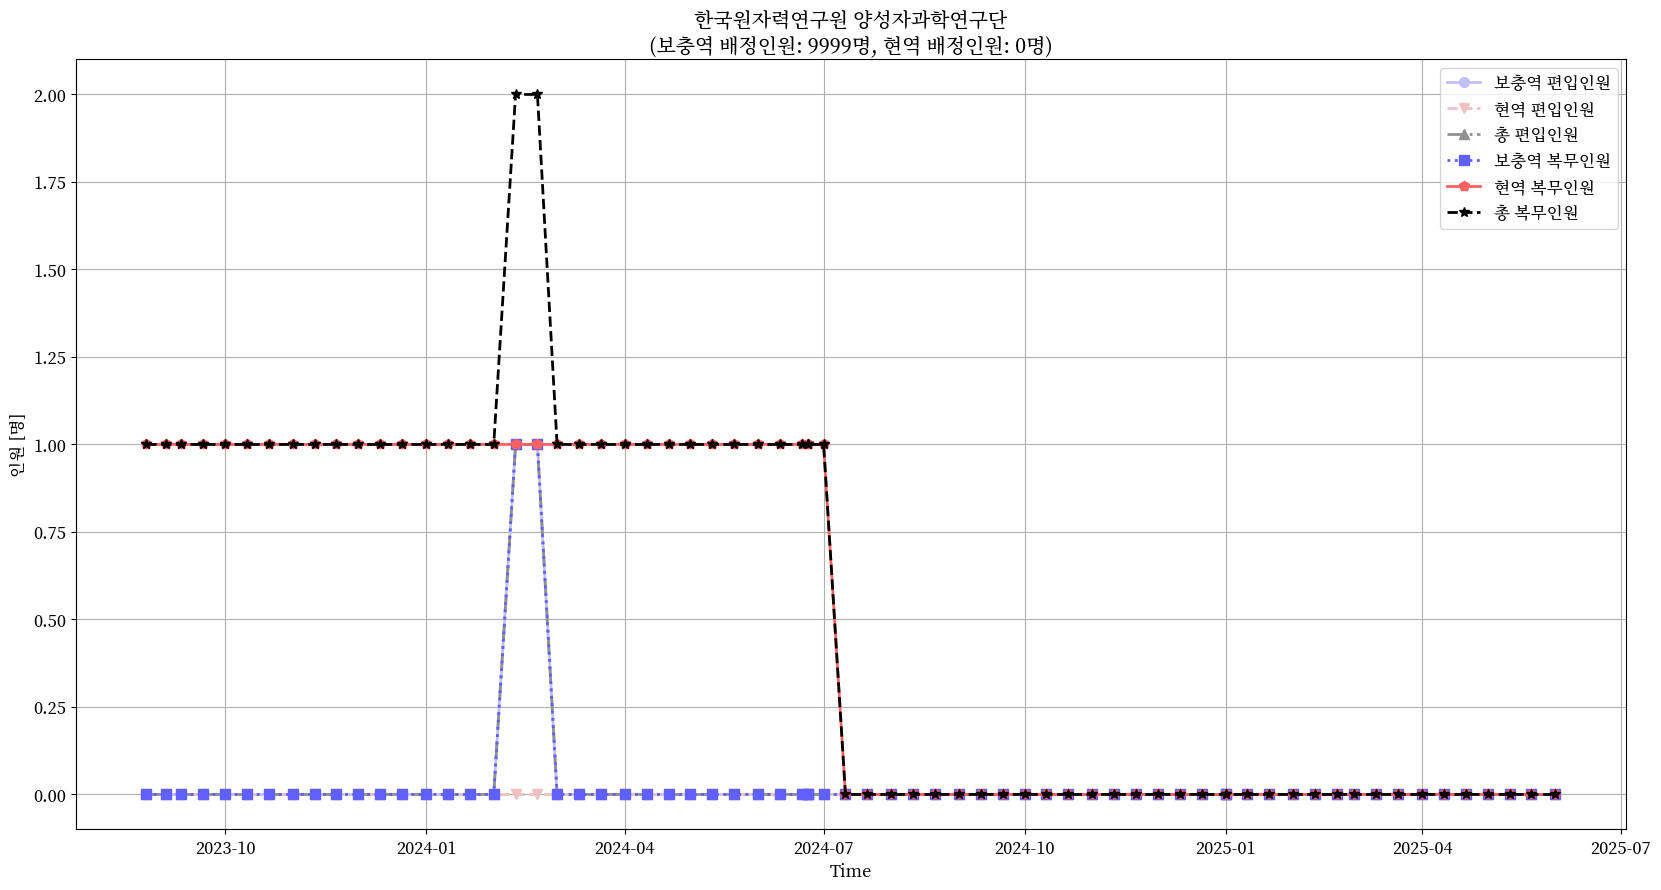 한국원자력연구원 양성자과학연구단
(보충역 배정인원: 9999명, 현역 배정인원: 0명)
보충역 편입인원
현역 편입인원
총 편입인원
보충역 복무인원
현역 복무인원
총 복무인원
2.00
1.75
1.50
1.25
1.00
0.75
0.50
0.25
0.00
인원 [명]
2023-10
2024-01
2024-04
2024-07
2024-10
2025-01
2025-04
2025-07
Time